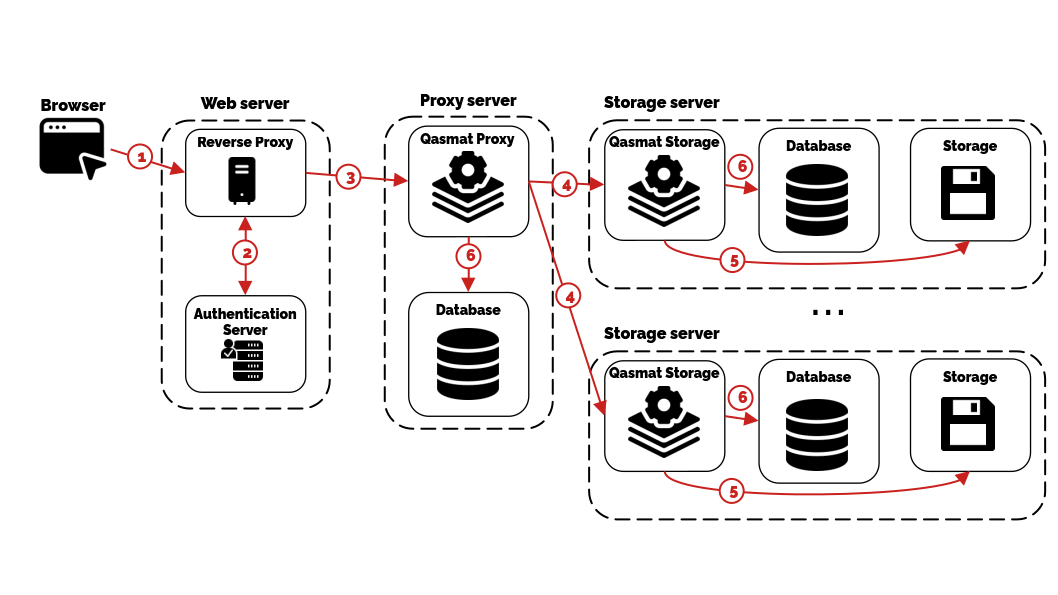 Browser
Web server
Proxy server
Storage server
Reverse Proxy
Qasmat Proxy
Qasmat Storage
Database
Storage
1
2
3
4
6
5
6
4
Authentication
Server
Database
...
Storage server
Qasmat Storage
Database
Storage
6
5